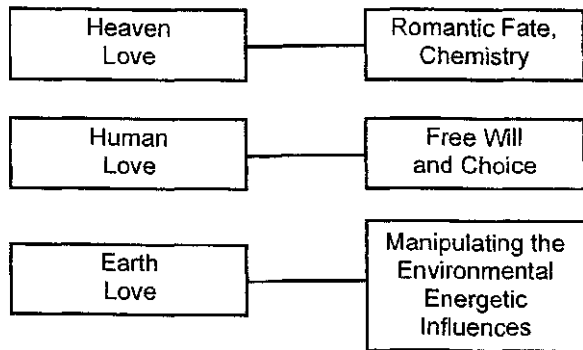 Heaven
Love
Romantic Fate,
Chemistry
Human
Love
Free Will
and Choice
Earth
Love
Manipulating the
Environmental
Energetic
Influences